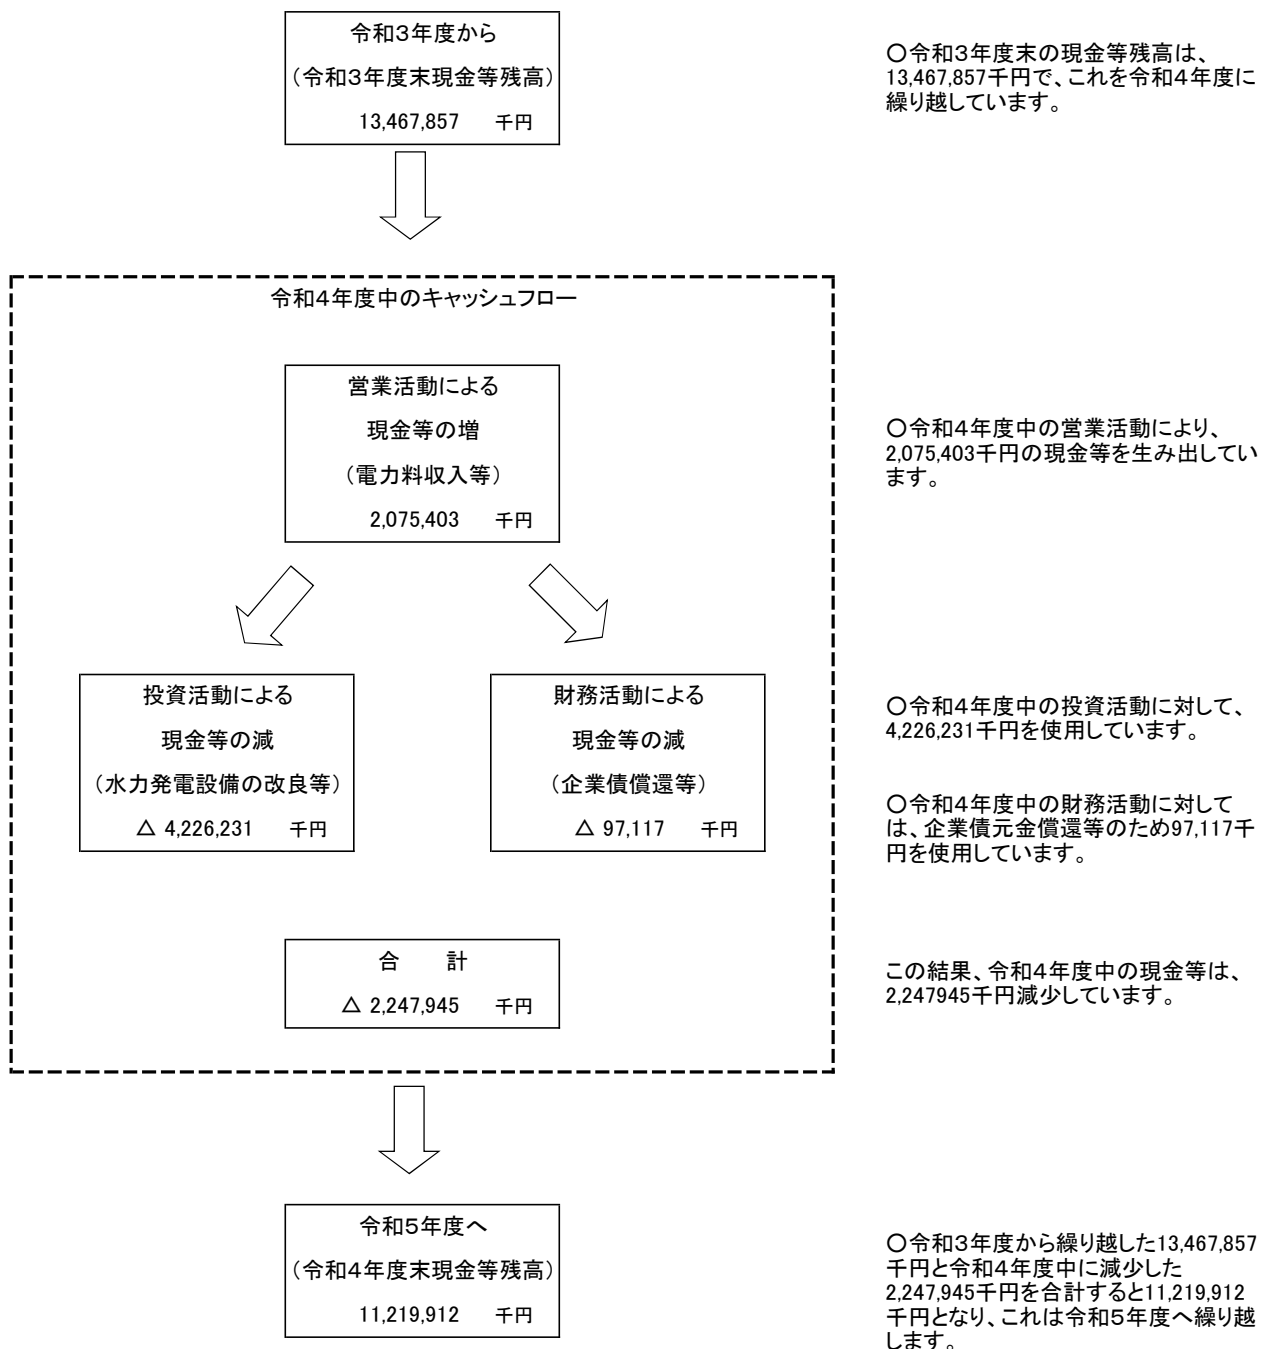 令和3年度から
（令和3年度末現金等残高）
13,467,857 千円
〇令和3年度末の現金等残高は、
13,467,857千円で、これを令和4年度に
繰り越しています。
令和4年度中のキャッシュフロー
営業活動による
現金等の増
（電力料収入等）
2,075,403 千円
〇令和4年度中の営業活動により、
2,075,403千円の現金等を生み出してい
ます。
投資活動による
現金等の減
（水力発電設備の改良等）
△ 4,226,231 千円
財務活動による
現金等の減
（企業債償還等）
△ 97,117 千円
〇令和4年度中の投資活動に対して、
4,226,231千円を使用しています。
〇令和4年度中の財務活動に対して
は、企業債元金償還等のため97,117千
円を使用しています。
合　計
△ 2,247,945 千円
この結果、令和4年度中の現金等は、
2,247945千円減少しています。
令和5年度へ
（令和4年度末現金等残高）
11,219,912 千円
〇令和3年度から繰り越した13,467,857
千円と令和4年度中に減少した
2,247,945千円を合計すると11,219,912
千円となり、これは令和5年度へ繰り越
します。